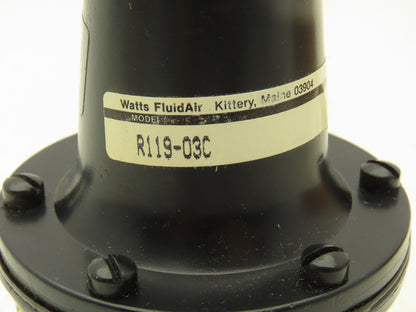 Watts FluidAir Kittery, Maine 03904
MODEL
R119-03C